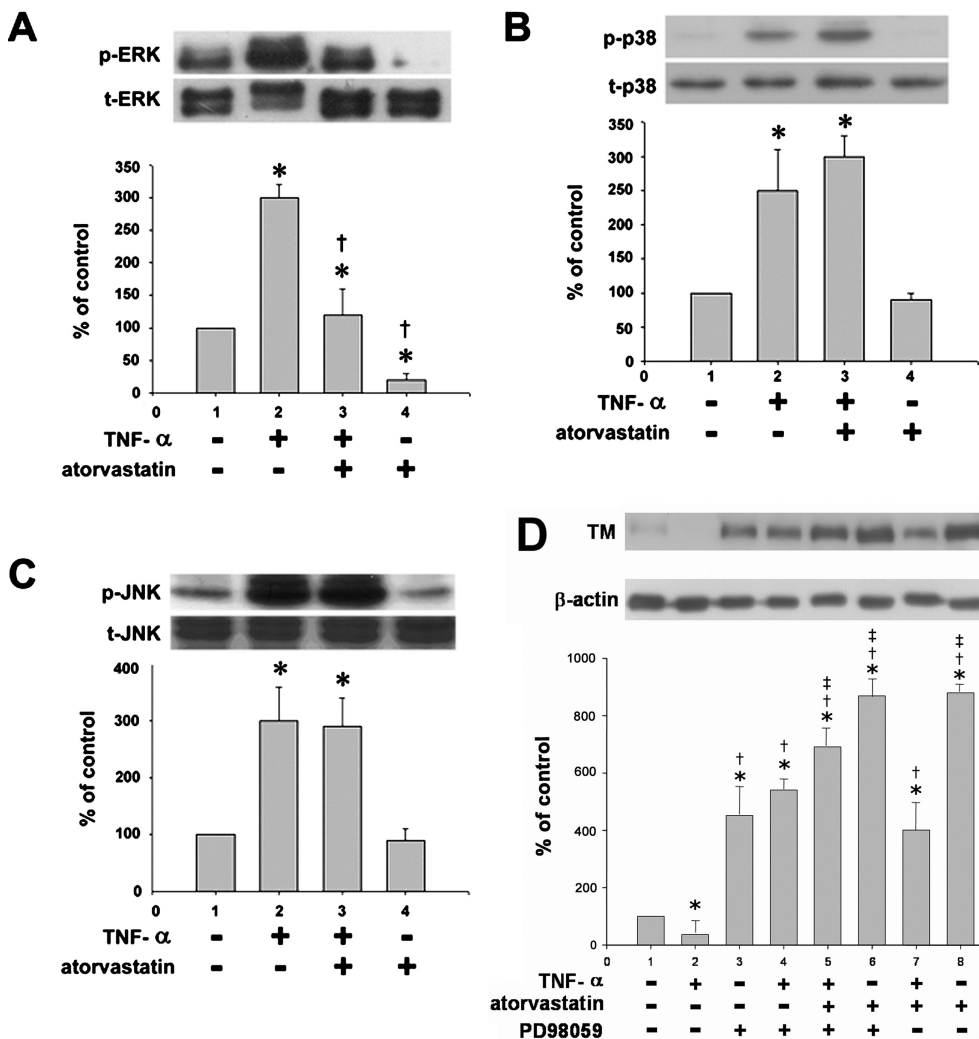 A
p-ERK
t-ERK
% of control
350
300
250
200
150
100
50
0
*
†
*
†
*
0 1 2 3 4
TNF- α - + + -
atorvastatin - - + +
B
p-p38
t-p38
% of control
350
300
250
200
150
100
50
0
*
*
0 1 2 3 4
TNF- α - + + -
atorvastatin - - + +
C
p-JNK
t-JNK
% of control
400
300
200
100
0
*
*
0 1 2 3 4
TNF- α - + + -
atorvastatin - - + +
D
TM
β-actin
% of control
1000
800
600
400
200
0
*
†
*
†
*
‡
†
*
‡
†
*
†
*
‡
†
*
0 1 2 3 4 5 6 7 8
TNF- α - + - + + - + -
atorvastatin - - - - + + + +
PD98059 - - + + + + - -